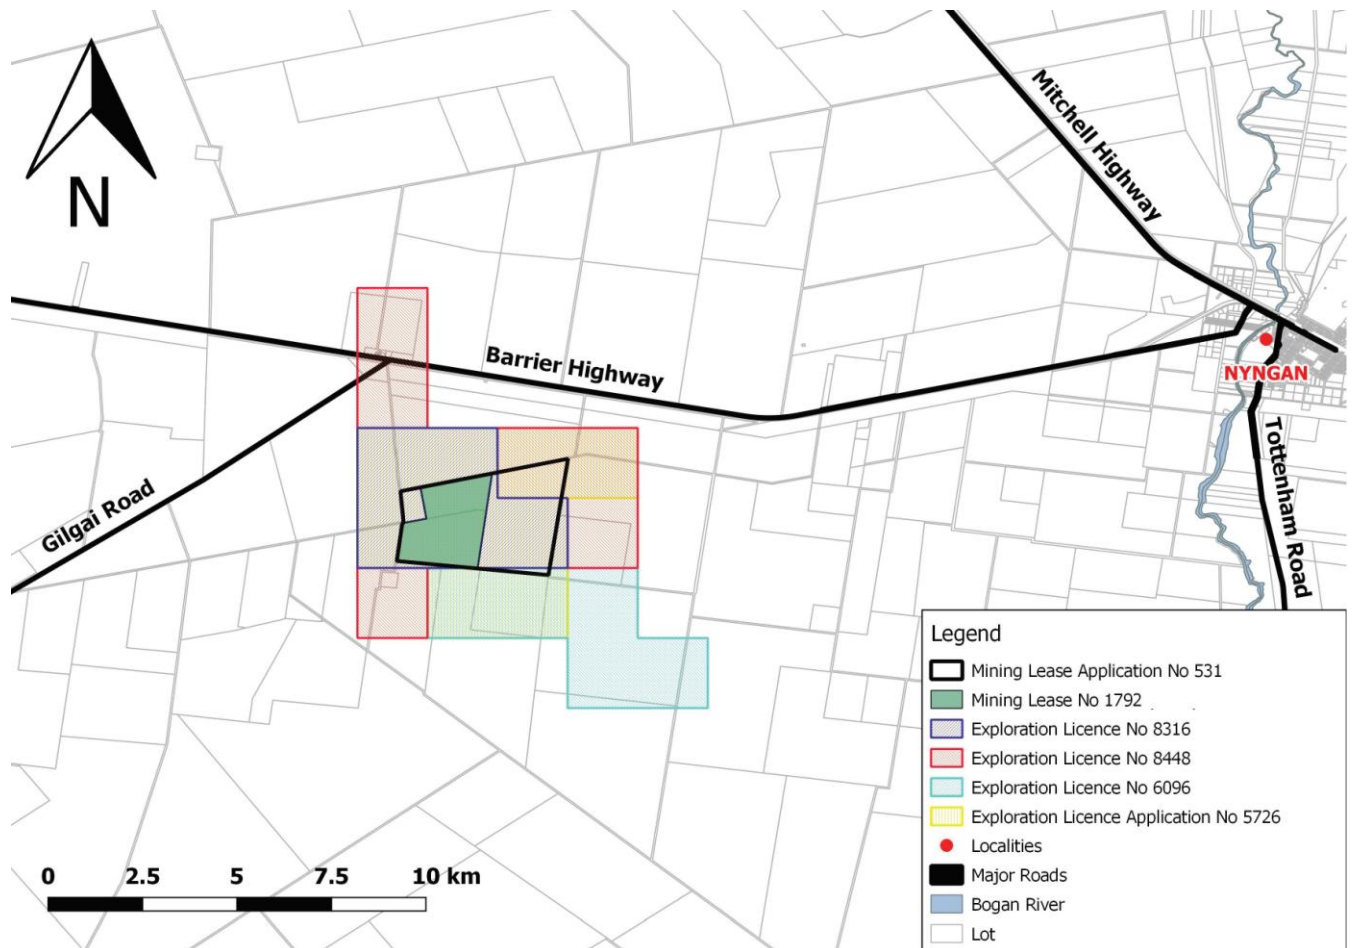 N
Mitchell Highway
Barrier Highway
NYNGAN
Gilgai Road
Tottenham Road
0 2.5 5 7.5 10 km
Legend
Mining Lease Application No 531
Mining Lease No 1792
Exploration Licence No 8316
Exploration Licence No 8448
Exploration Licence No 6096
Exploration Licence Application No 5726
Localities
Major Roads
Bogan River
Lot